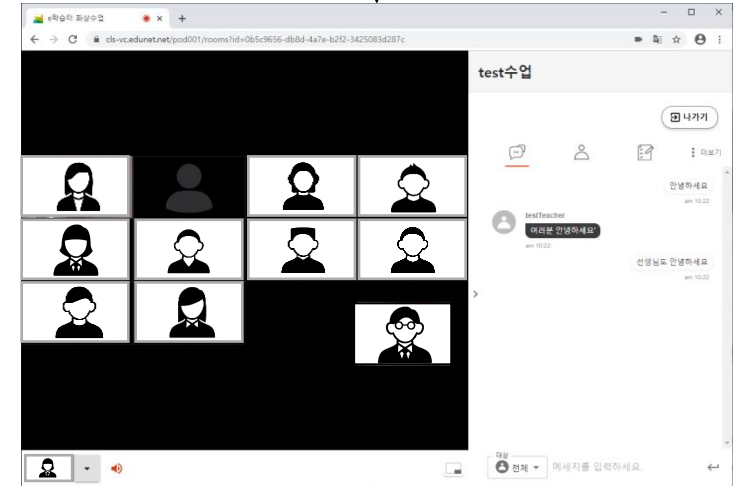 e학습터 화상수업
cls-vc.edunet.net/pod001/rooms?id=0b5c9656-db8d-4a7e-b2f2-3425083d287c
test수업
나가기
더보기
안녕하세요
am 10:22
testTeacher
여러분 안녕하세요'
am 10:22
선생님도 안녕하세요
am 10:22
대상
전체
메세지를 입력하세요.